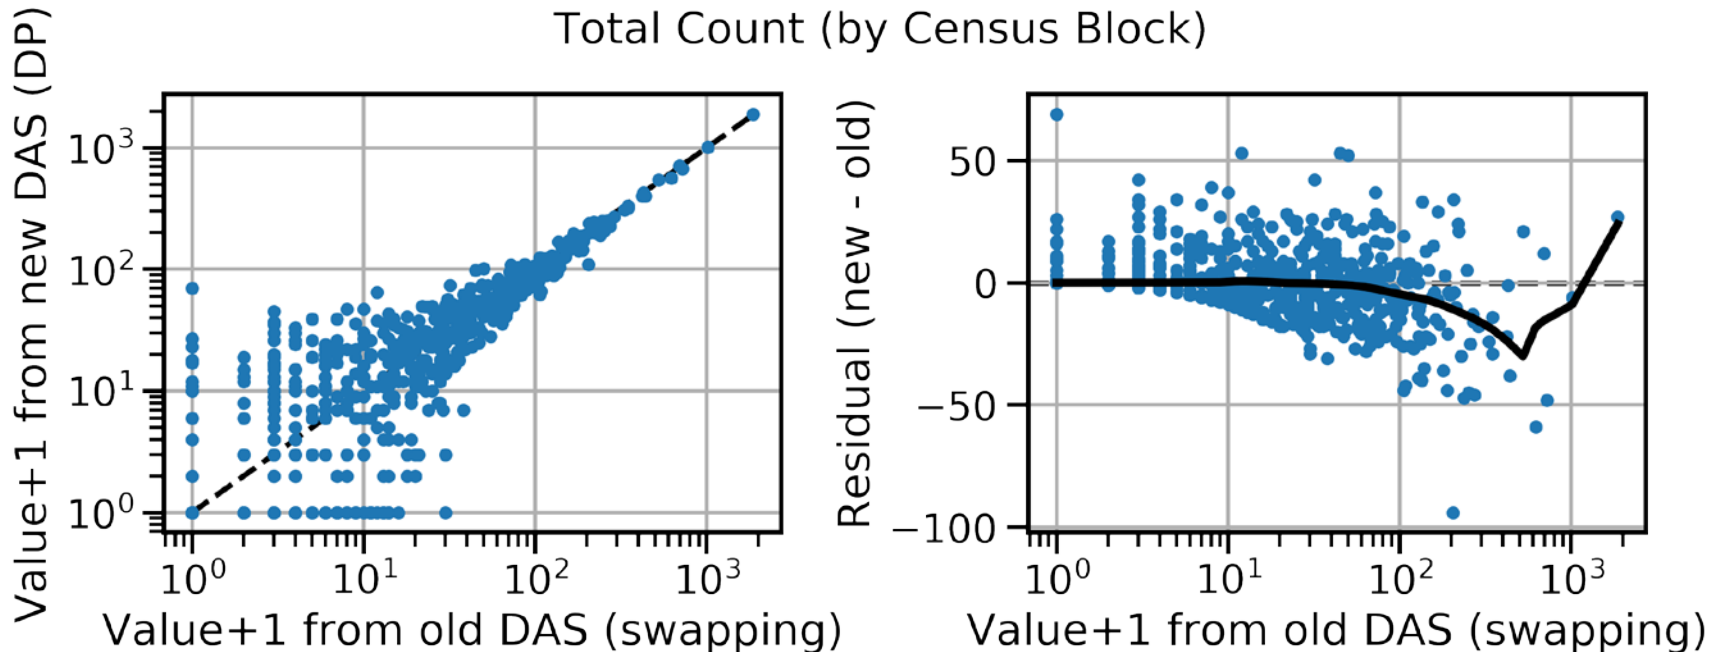 Total Count (by Census Block)
Value+1 from new DAS (DP)
10³
10²
10¹
10⁰
10⁰ 10¹ 10² 10³
Value+1 from old DAS (swapping)
Residual (new - old)
50
0
−50
−100
10⁰ 10¹ 10² 10³
Value+1 from old DAS (swapping)